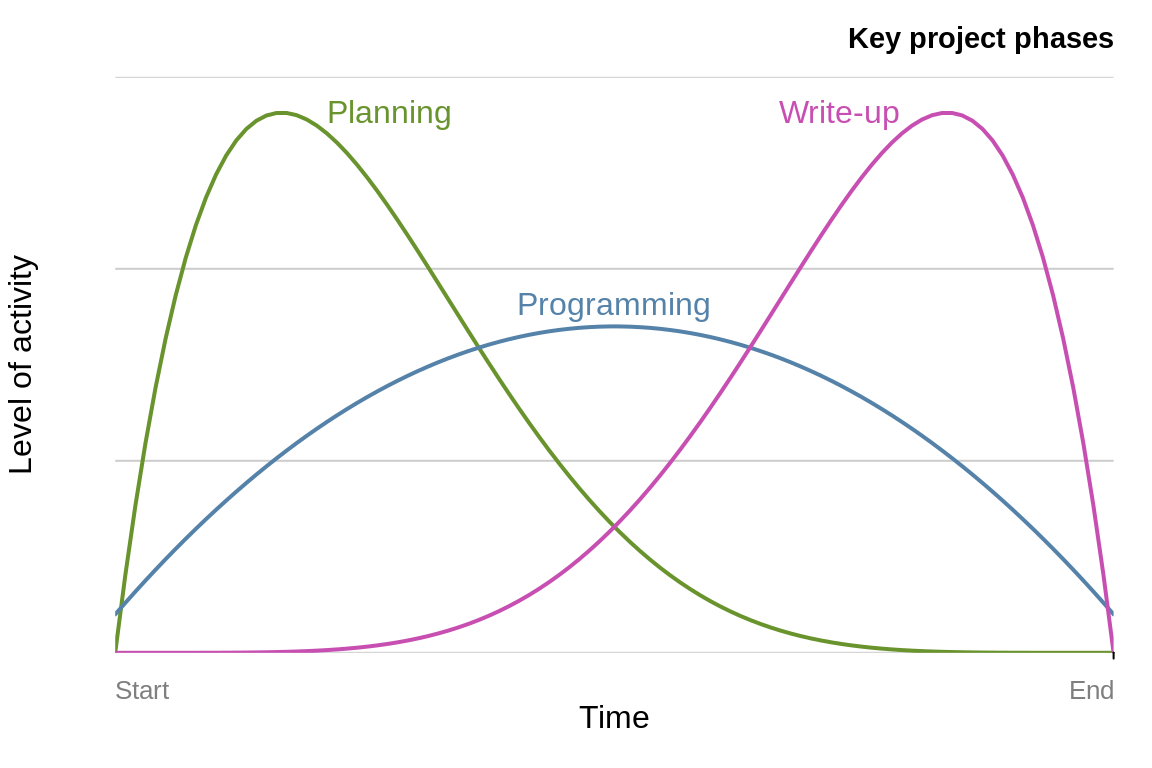 Key project phases
Planning
Write-up
Programming
Level of activity
Start
End
Time